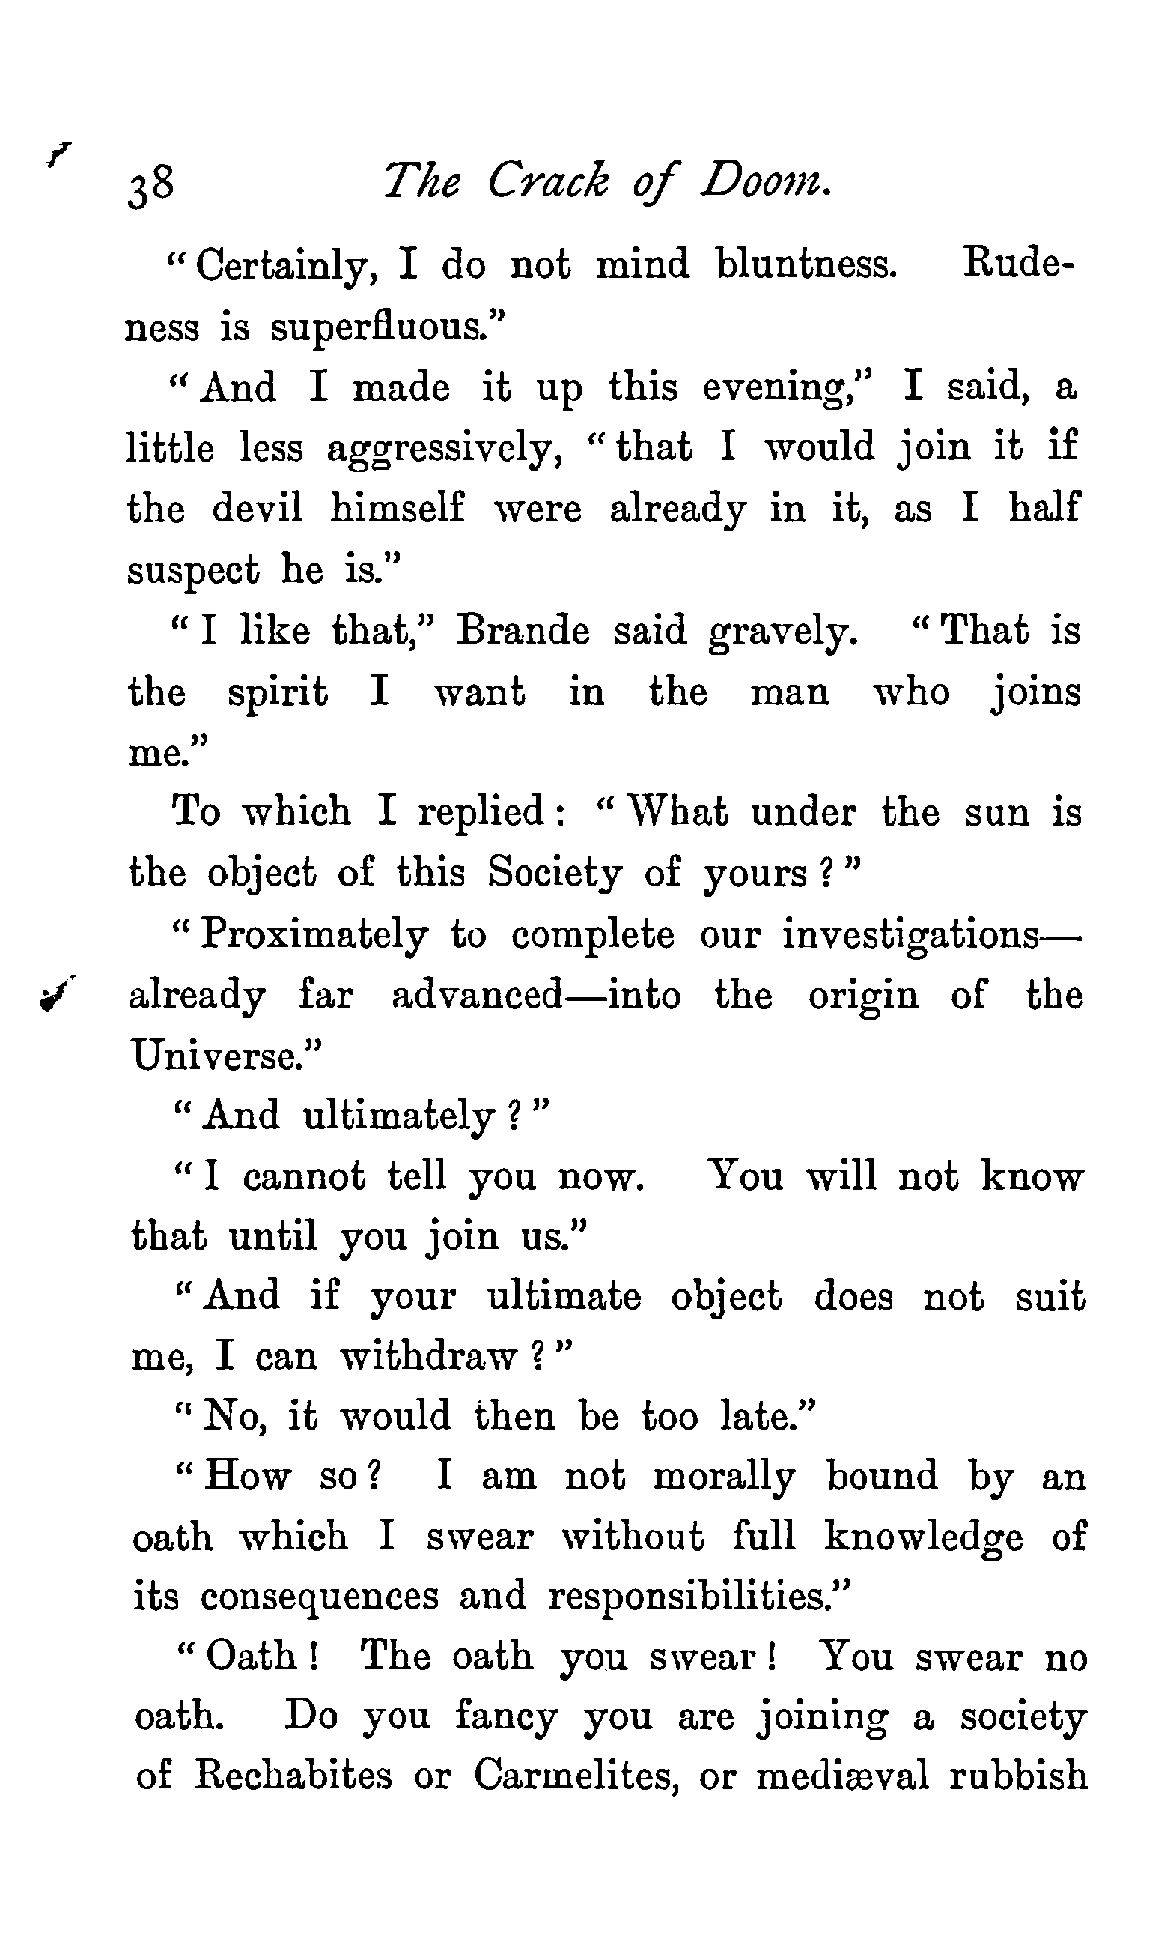 38 The Crack of Doom.
"Certainly, I do not mind bluntness. Rude-
ness is superfluous."
"And I made it up this evening," I said, a
little less aggressively, "that I would join it if
the devil himself were already in it, as I half
suspect he is."
"I like that," Brande said gravely. "That is
the spirit I want in the man who joins
me."
To which I replied: "What under the sun is
the object of this Society of yours?"
"Proximately to complete our investigations—
already far advanced—into the origin of the
Universe."
"And ultimately?"
"I cannot tell you now. You will not know
that until you join us."
"And if your ultimate object does not suit
me, I can withdraw?"
"No, it would then be too late."
"How so? I am not morally bound by an
oath which I swear without full knowledge of
its consequences and responsibilities."
"Oath! The oath you swear! You swear no
oath. Do you fancy you are joining a society
of Rechabites or Carmelites, or mediæval rubbish